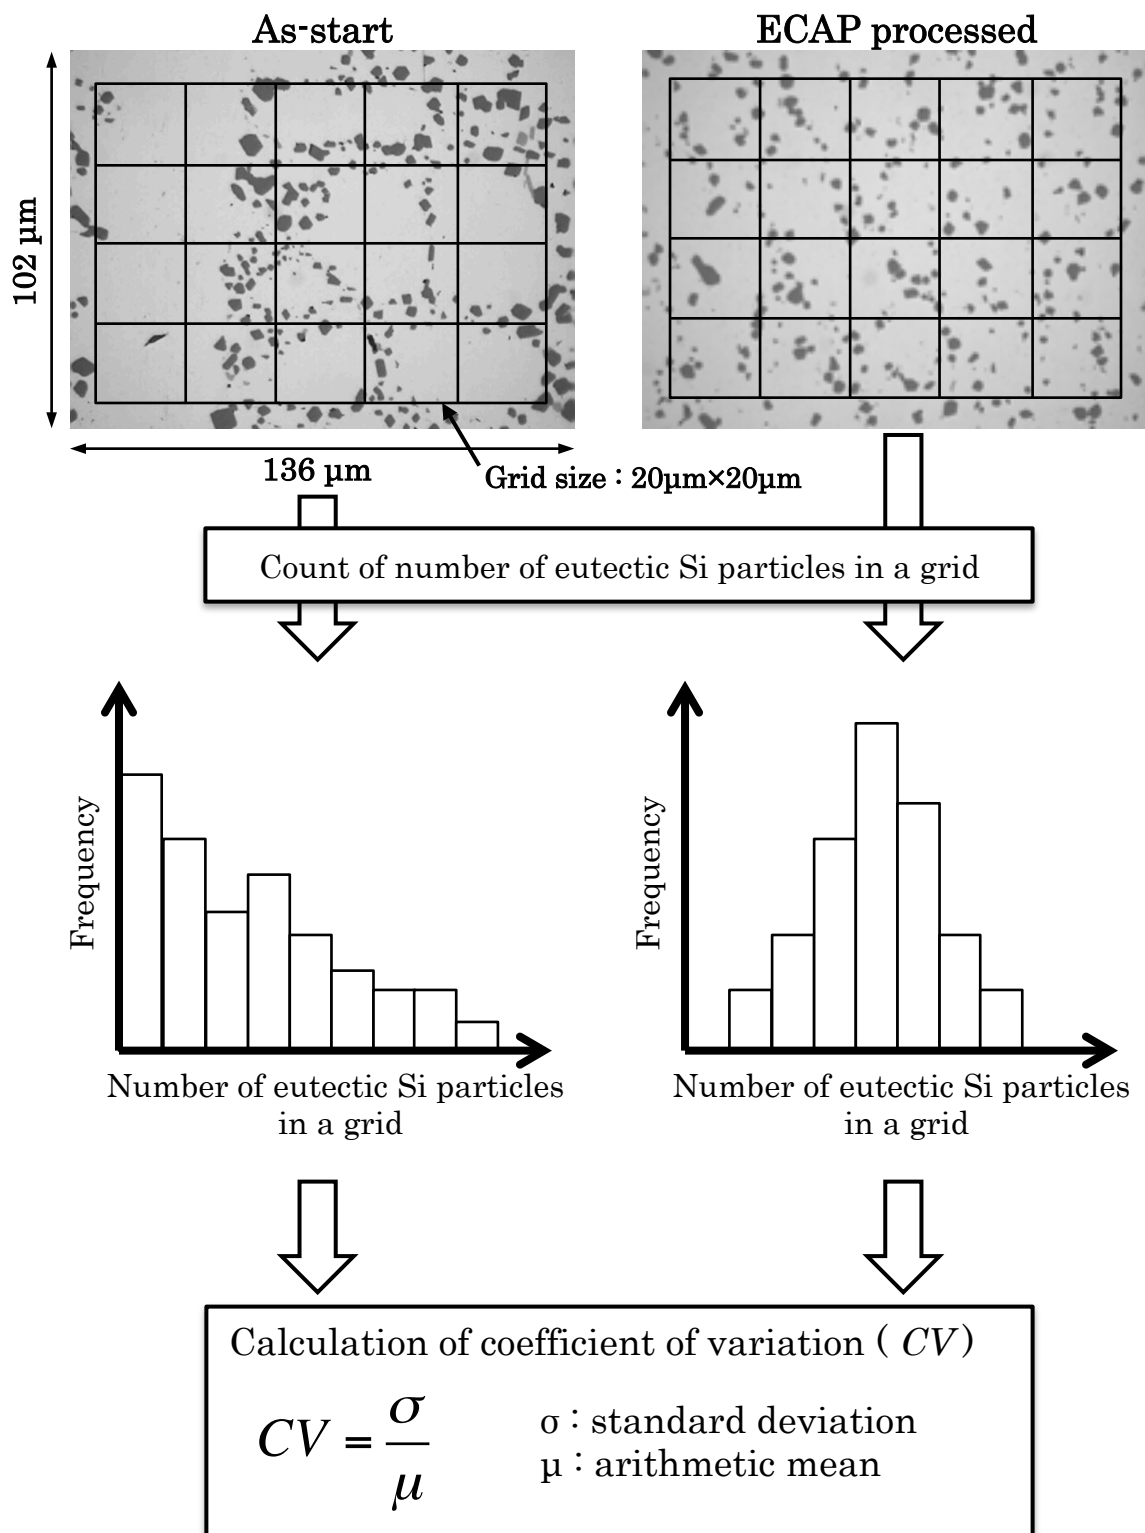 As-start
ECAP processed
102 μm
136 μm
Grid size : 20μm×20μm
Count of number of eutectic Si particles in a grid
Frequency
Number of eutectic Si particles
in a grid
Frequency
Number of eutectic Si particles
in a grid
Calculation of coefficient of variation ( CV)
CV = σ/μ
σ : standard deviation
μ : arithmetic mean